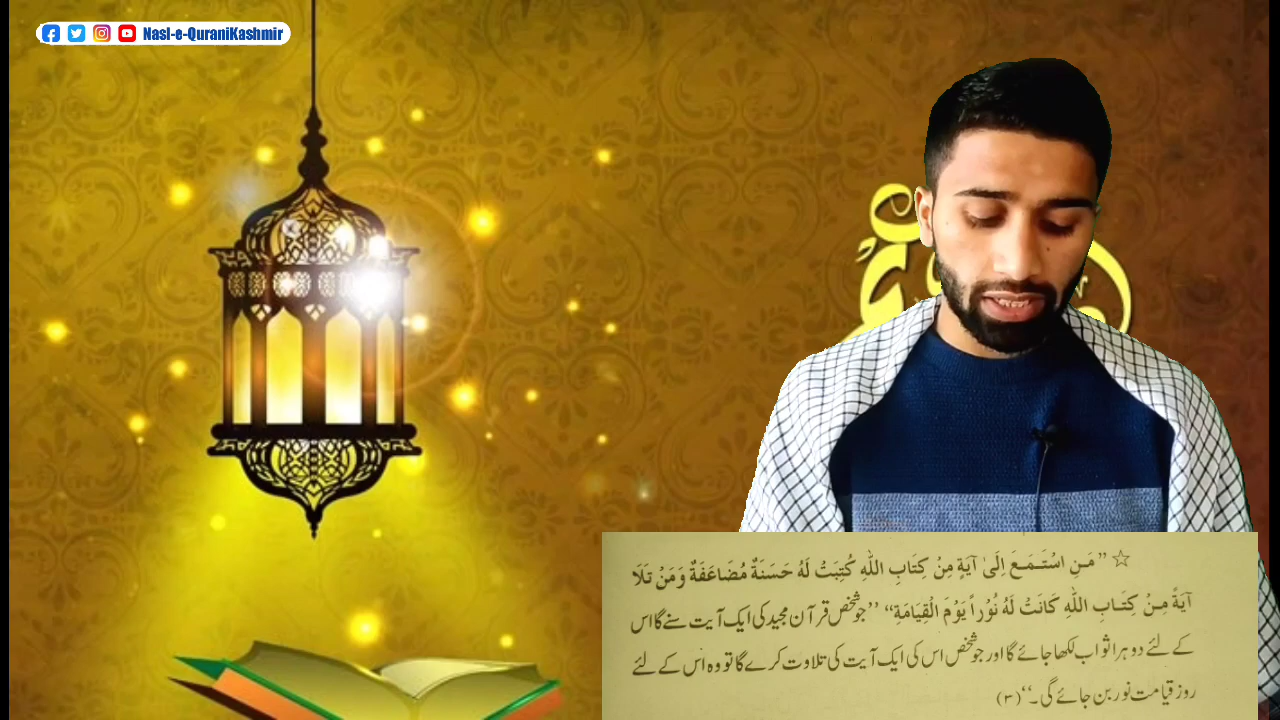 Nasl-e-QuraniKashmir
☆ ”مَنِ اسْتَمَعَ اِلَىٰ آيَةٍ مِنْ كِتَابِ اللّٰهِ كُتِبَتْ لَهُ حَسَنَةٌ مُضَاعَفَةٌ وَمَنْ تَلَا
آيَةً مِنْ كِتَابِ اللّٰهِ كَانَتْ لَهُ نُوْراً يَوْمَ الْقِيَامَةِ“ ’’جو شخص قرآن مجید کی ایک آیت سنے گا اس
کے لئے دوہرا ثواب لکھا جائے گا اور جو شخص اس کی ایک آیت کی تلاوت کرے گا تو وہ اس کے لئے
روز قیامت نور بن جائے گی۔‘‘ (۳)